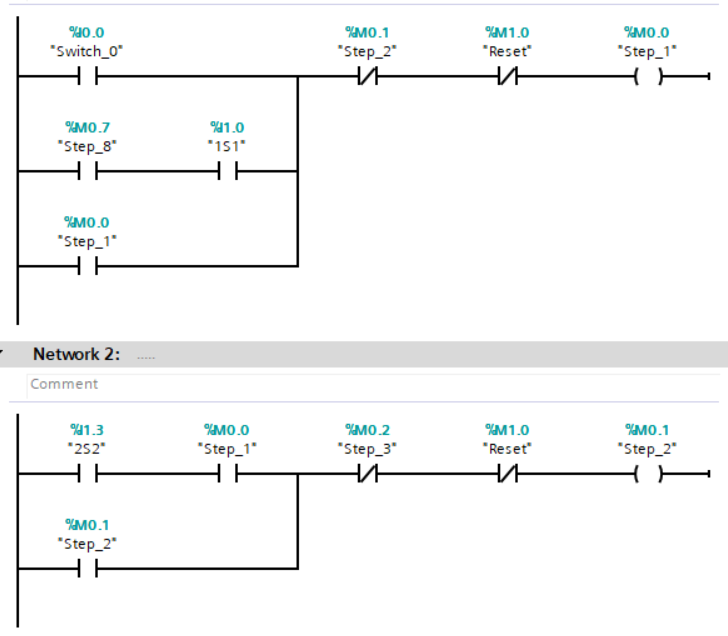 %I0.0 %M0.1 %M1.0 %M0.0
"Switch_0" "Step_2" "Reset" "Step_1"
%M0.7 %I1.0
"Step_8" "1S1"
%M0.0
"Step_1"
Network 2: .....
Comment
%I1.3 %M0.0 %M0.2 %M1.0 %M0.1
"2S2" "Step_1" "Step_3" "Reset" "Step_2"
%M0.1
"Step_2"